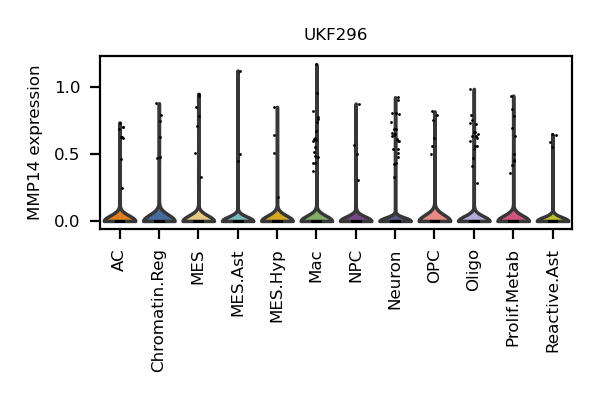 UKF296
MMP14 expression
1.0
0.5
0.0
AC
Chromatin.Reg
MES
MES.Ast
MES.Hyp
Mac
NPC
Neuron
OPC
Oligo
Prolif.Metab
Reactive.Ast